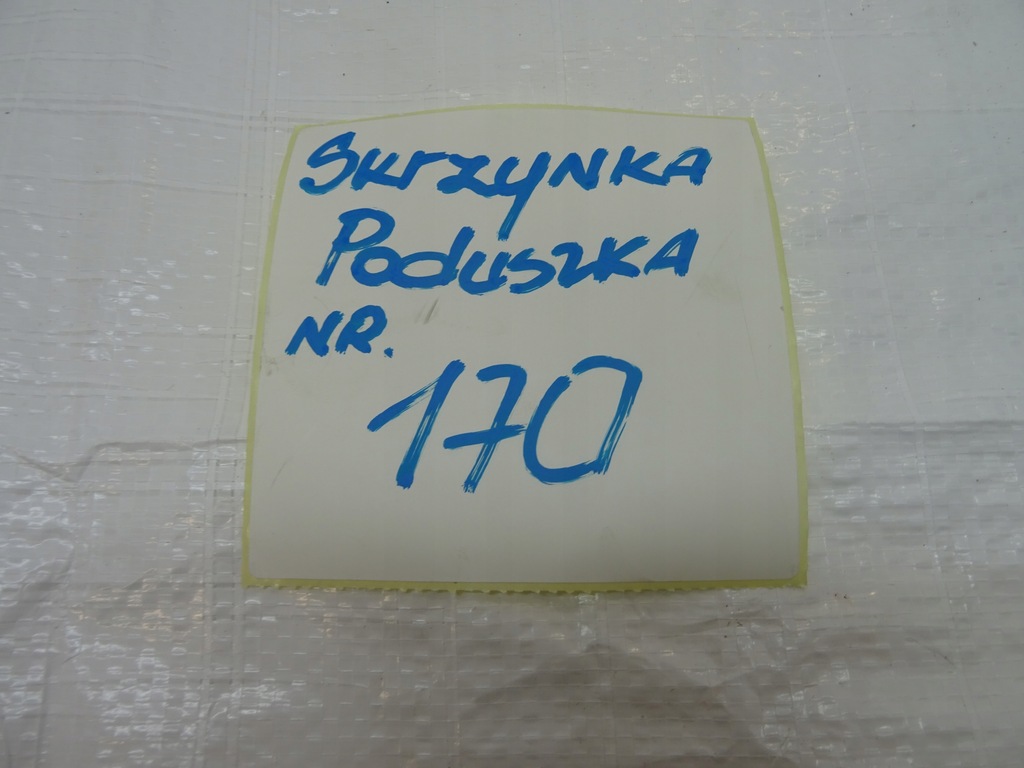 SKrZYNKA
PoduszKA
NR.
170